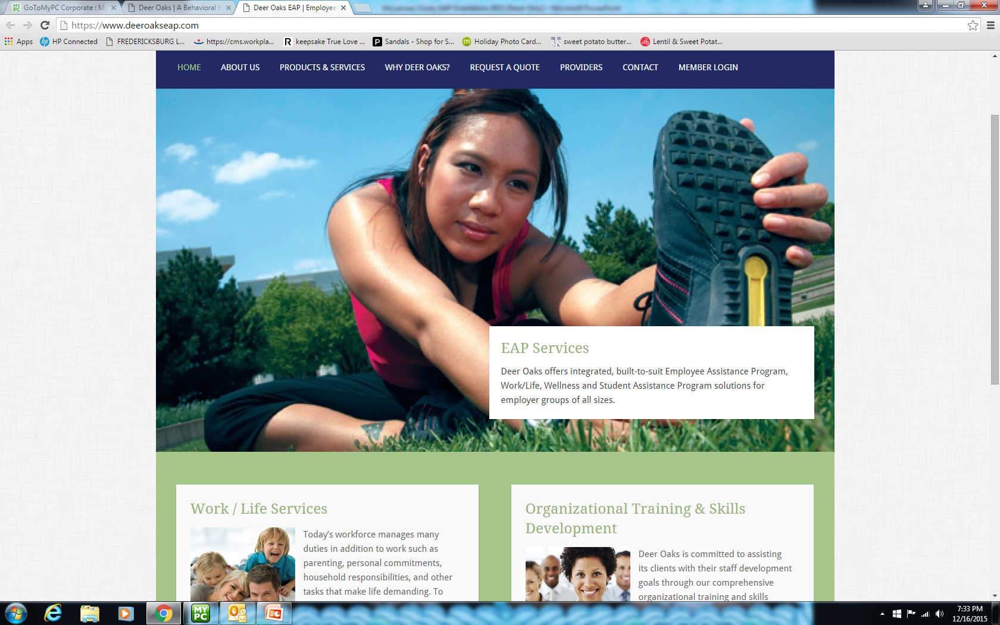 GoToMyPC Corporate : My
Deer Oaks | A Behavioral H
Deer Oaks EAP | Employee
https://www.deeroakseap.com
Apps
HP Connected
FREDERICKSBURG L...
https://cms.workpla...
keepsake True Love ...
Sandals - Shop for S...
Holiday Photo Card...
sweet potato butter...
Lentil & Sweet Potat...
HOME
ABOUT US
PRODUCTS & SERVICES
WHY DEER OAKS?
REQUEST A QUOTE
PROVIDERS
CONTACT
MEMBER LOGIN
EAP Services
Deer Oaks offers integrated, built-to-suit Employee Assistance Program,
Work/Life, Wellness and Student Assistance Program solutions for
employer groups of all sizes.
Work / Life Services
Today's workforce manages many
duties in addition to work such as
parenting, personal commitments,
household responsibilities, and other
tasks that make life demanding. To
Organizational Training & Skills
Development
Deer Oaks is committed to assisting
its clients with their staff development
goals through our comprehensive
organizational training and skills
MY
PC
7:33 PM
12/16/2015